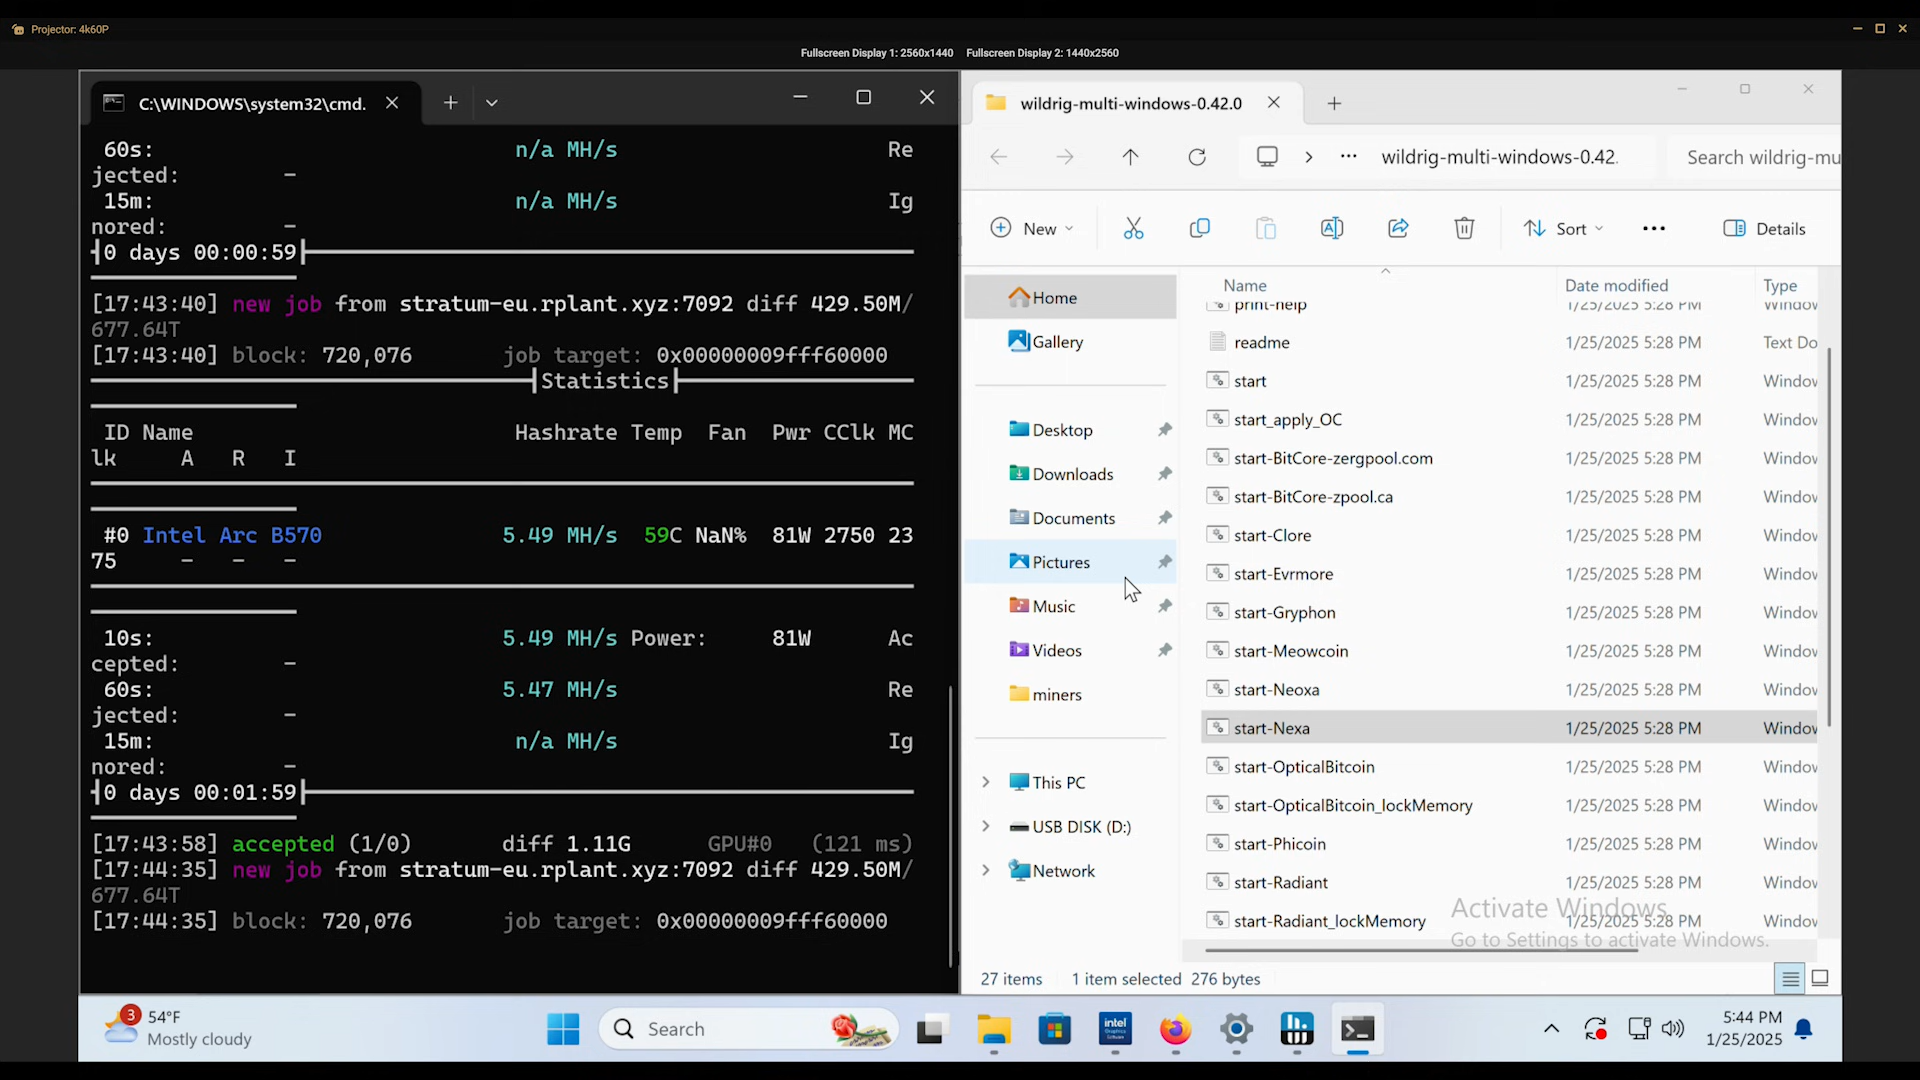 Projector: 4k60P
Fullscreen Display 1: 2560x1440 Fullscreen Display 2: 1440x2560
C:\WINDOWS\system32\cmd.
60s: n/a MH/s Re
jected: -
15m: n/a MH/s Ig
nored: -
0 days 00:00:59
[17:43:40] new job from stratum-eu.rplant.xyz:7092 diff 429.50M/
677.64T
[17:43:40] block: 720,076 job target: 0x00000009fff60000
Statistics
ID Name Hashrate Temp Fan Pwr CClk MC
lk A R I
#0 Intel Arc B570 5.49 MH/s 59C NaN% 81W 2750 23
75 - - -
10s: 5.49 MH/s Power: 81W Ac
cepted: -
60s: 5.47 MH/s Re
jected: -
15m: n/a MH/s Ig
nored: -
0 days 00:01:59
[17:43:58] accepted (1/0) diff 1.11G GPU#0 (121 ms)
[17:44:35] new job from stratum-eu.rplant.xyz:7092 diff 429.50M/
677.64T
[17:44:35] block: 720,076 job target: 0x00000009fff60000
wildrig-multi-windows-0.42.0
wildrig-multi-windows-0.42. Search wildrig-mu
New Sort Details
Home
Gallery
Desktop
Downloads
Documents
Pictures
Music
Videos
miners
This PC
USB DISK (D:)
Network
Name Date modified Type
print-help 1/25/2025 5:28 PM Window
readme 1/25/2025 5:28 PM Text Do
start 1/25/2025 5:28 PM Window
start_apply_OC 1/25/2025 5:28 PM Window
start-BitCore-zergpool.com 1/25/2025 5:28 PM Window
start-BitCore-zpool.ca 1/25/2025 5:28 PM Window
start-Clore 1/25/2025 5:28 PM Window
start-Evrmore 1/25/2025 5:28 PM Window
start-Gryphon 1/25/2025 5:28 PM Window
start-Meowcoin 1/25/2025 5:28 PM Window
start-Neoxa 1/25/2025 5:28 PM Window
start-Nexa 1/25/2025 5:28 PM Window
start-OpticalBitcoin 1/25/2025 5:28 PM Window
start-OpticalBitcoin_lockMemory 1/25/2025 5:28 PM Window
start-Phicoin 1/25/2025 5:28 PM Window
start-Radiant 1/25/2025 5:28 PM Window
start-Radiant_lockMemory 1/25/2025 5:28 PM Window
Activate Windows
Go to Settings to activate Windows.
27 items 1 item selected 276 bytes
3
54°F
Mostly cloudy
Search
intel
5:44 PM
1/25/2025